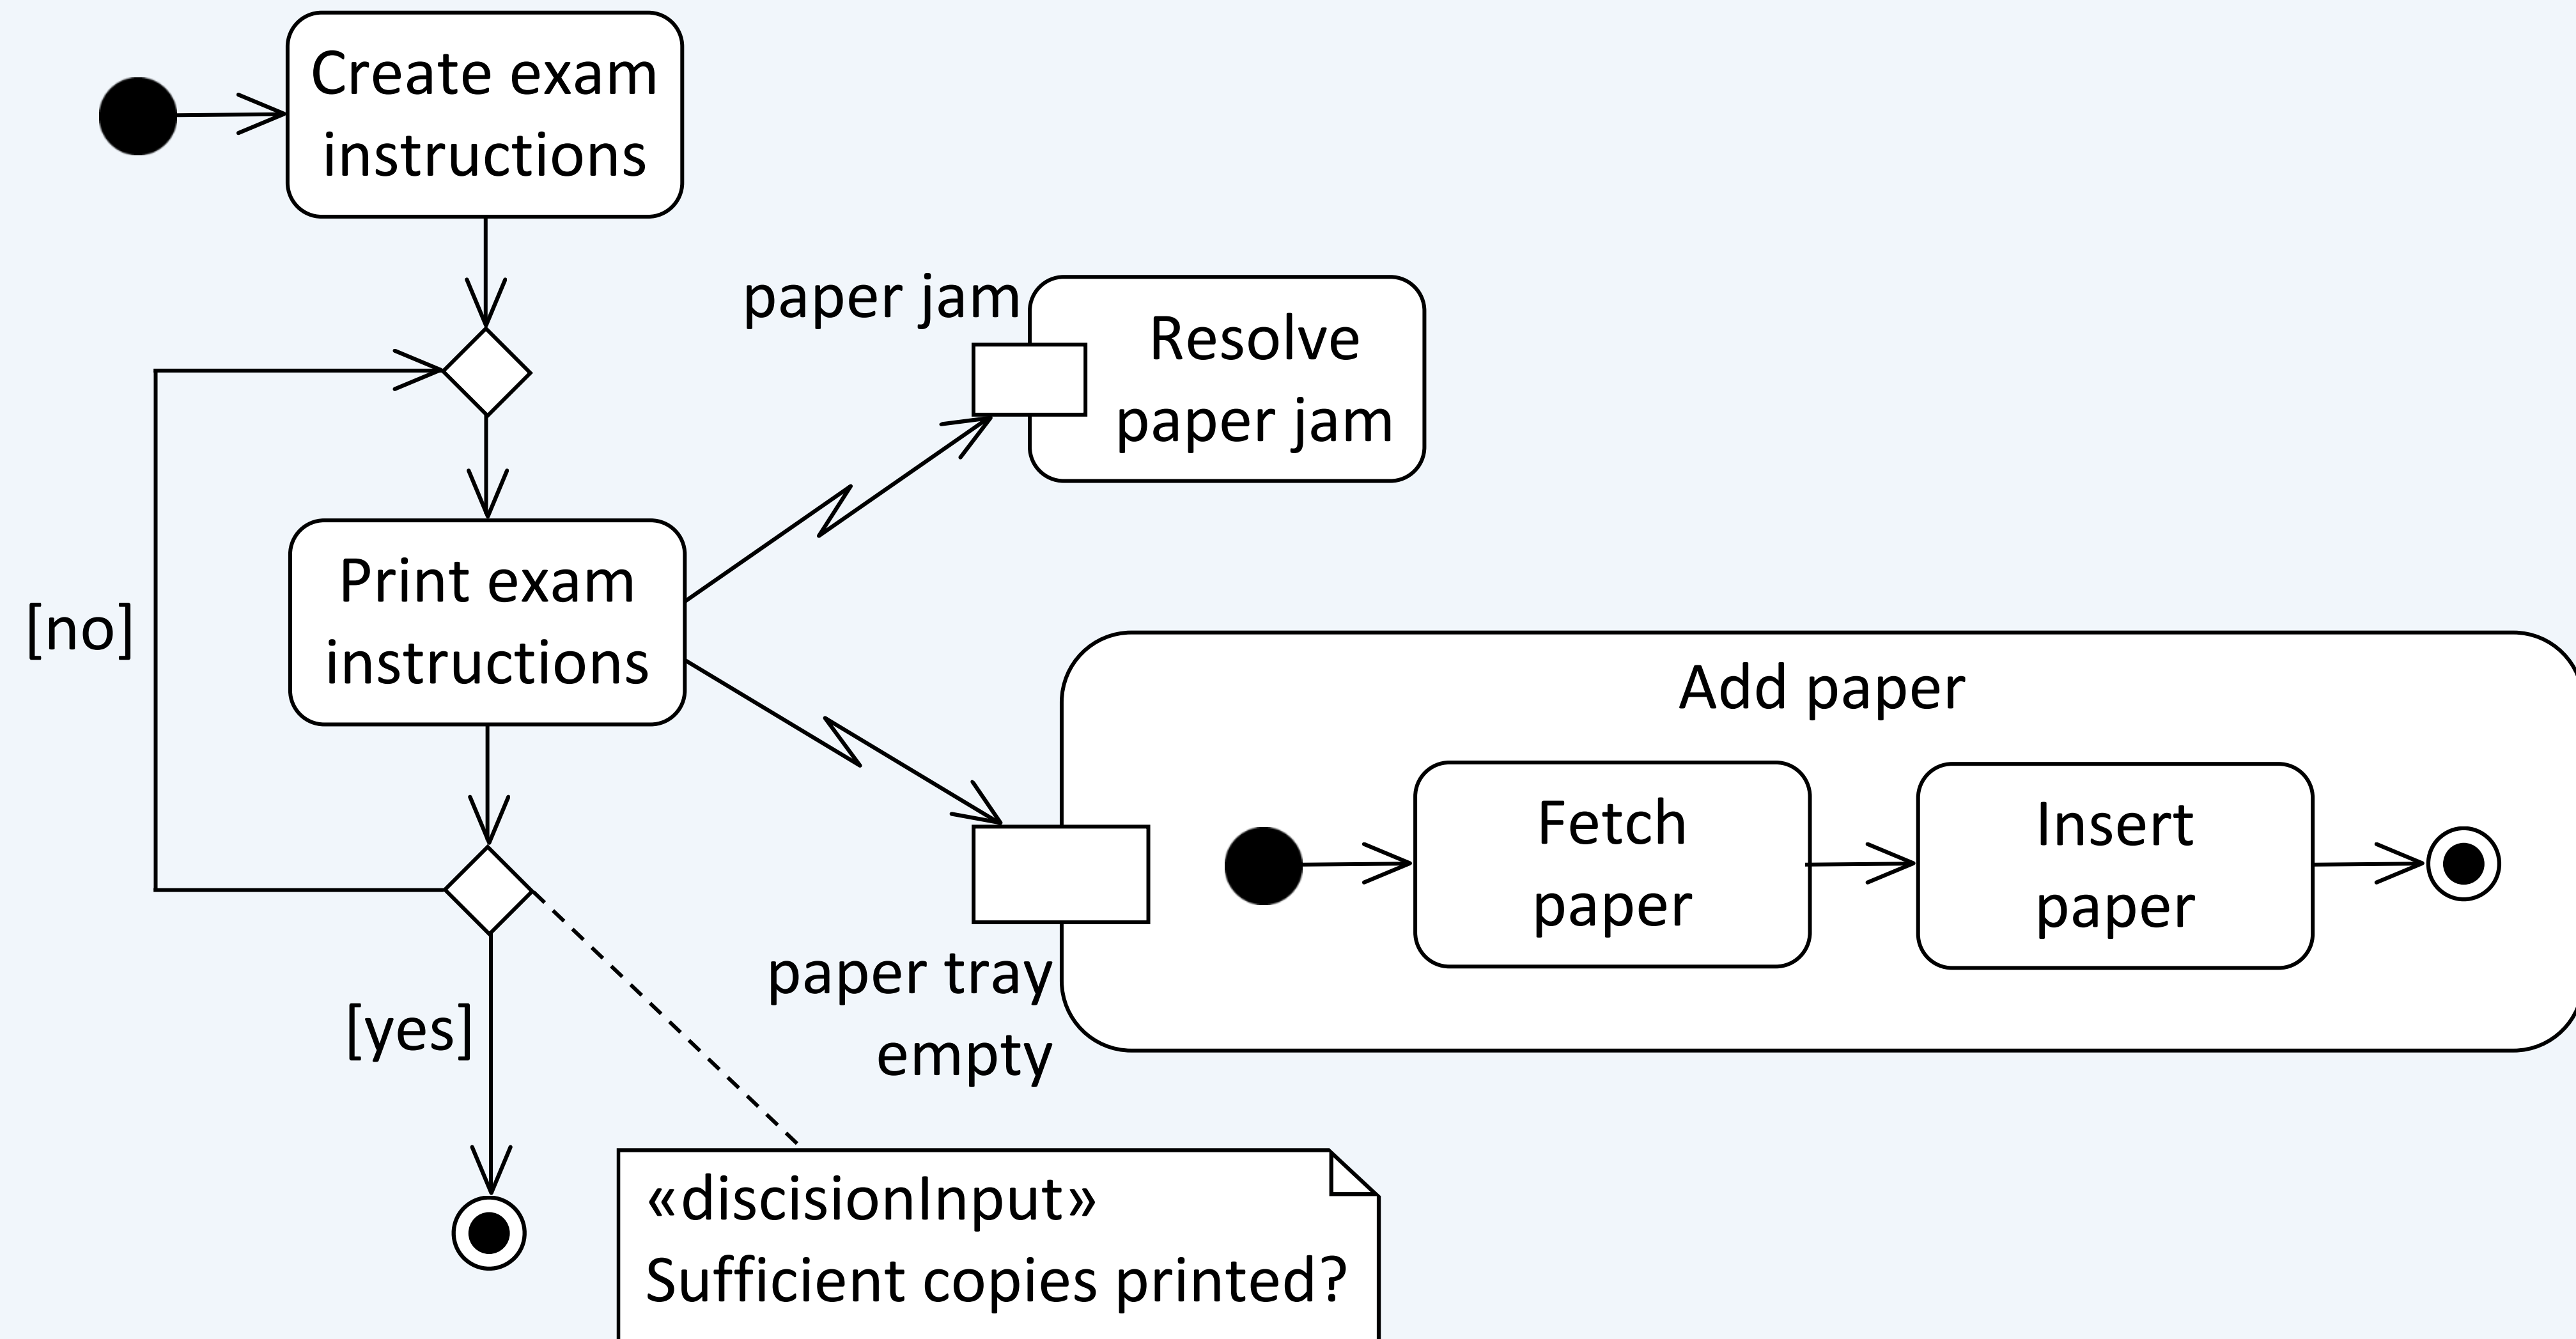 Create exam
instructions
paper jam
Resolve
paper jam
Print exam
instructions
[no]
Add paper
Fetch
paper
Insert
paper
paper tray
empty
[yes]
«discisionInput»
Sufficient copies printed?